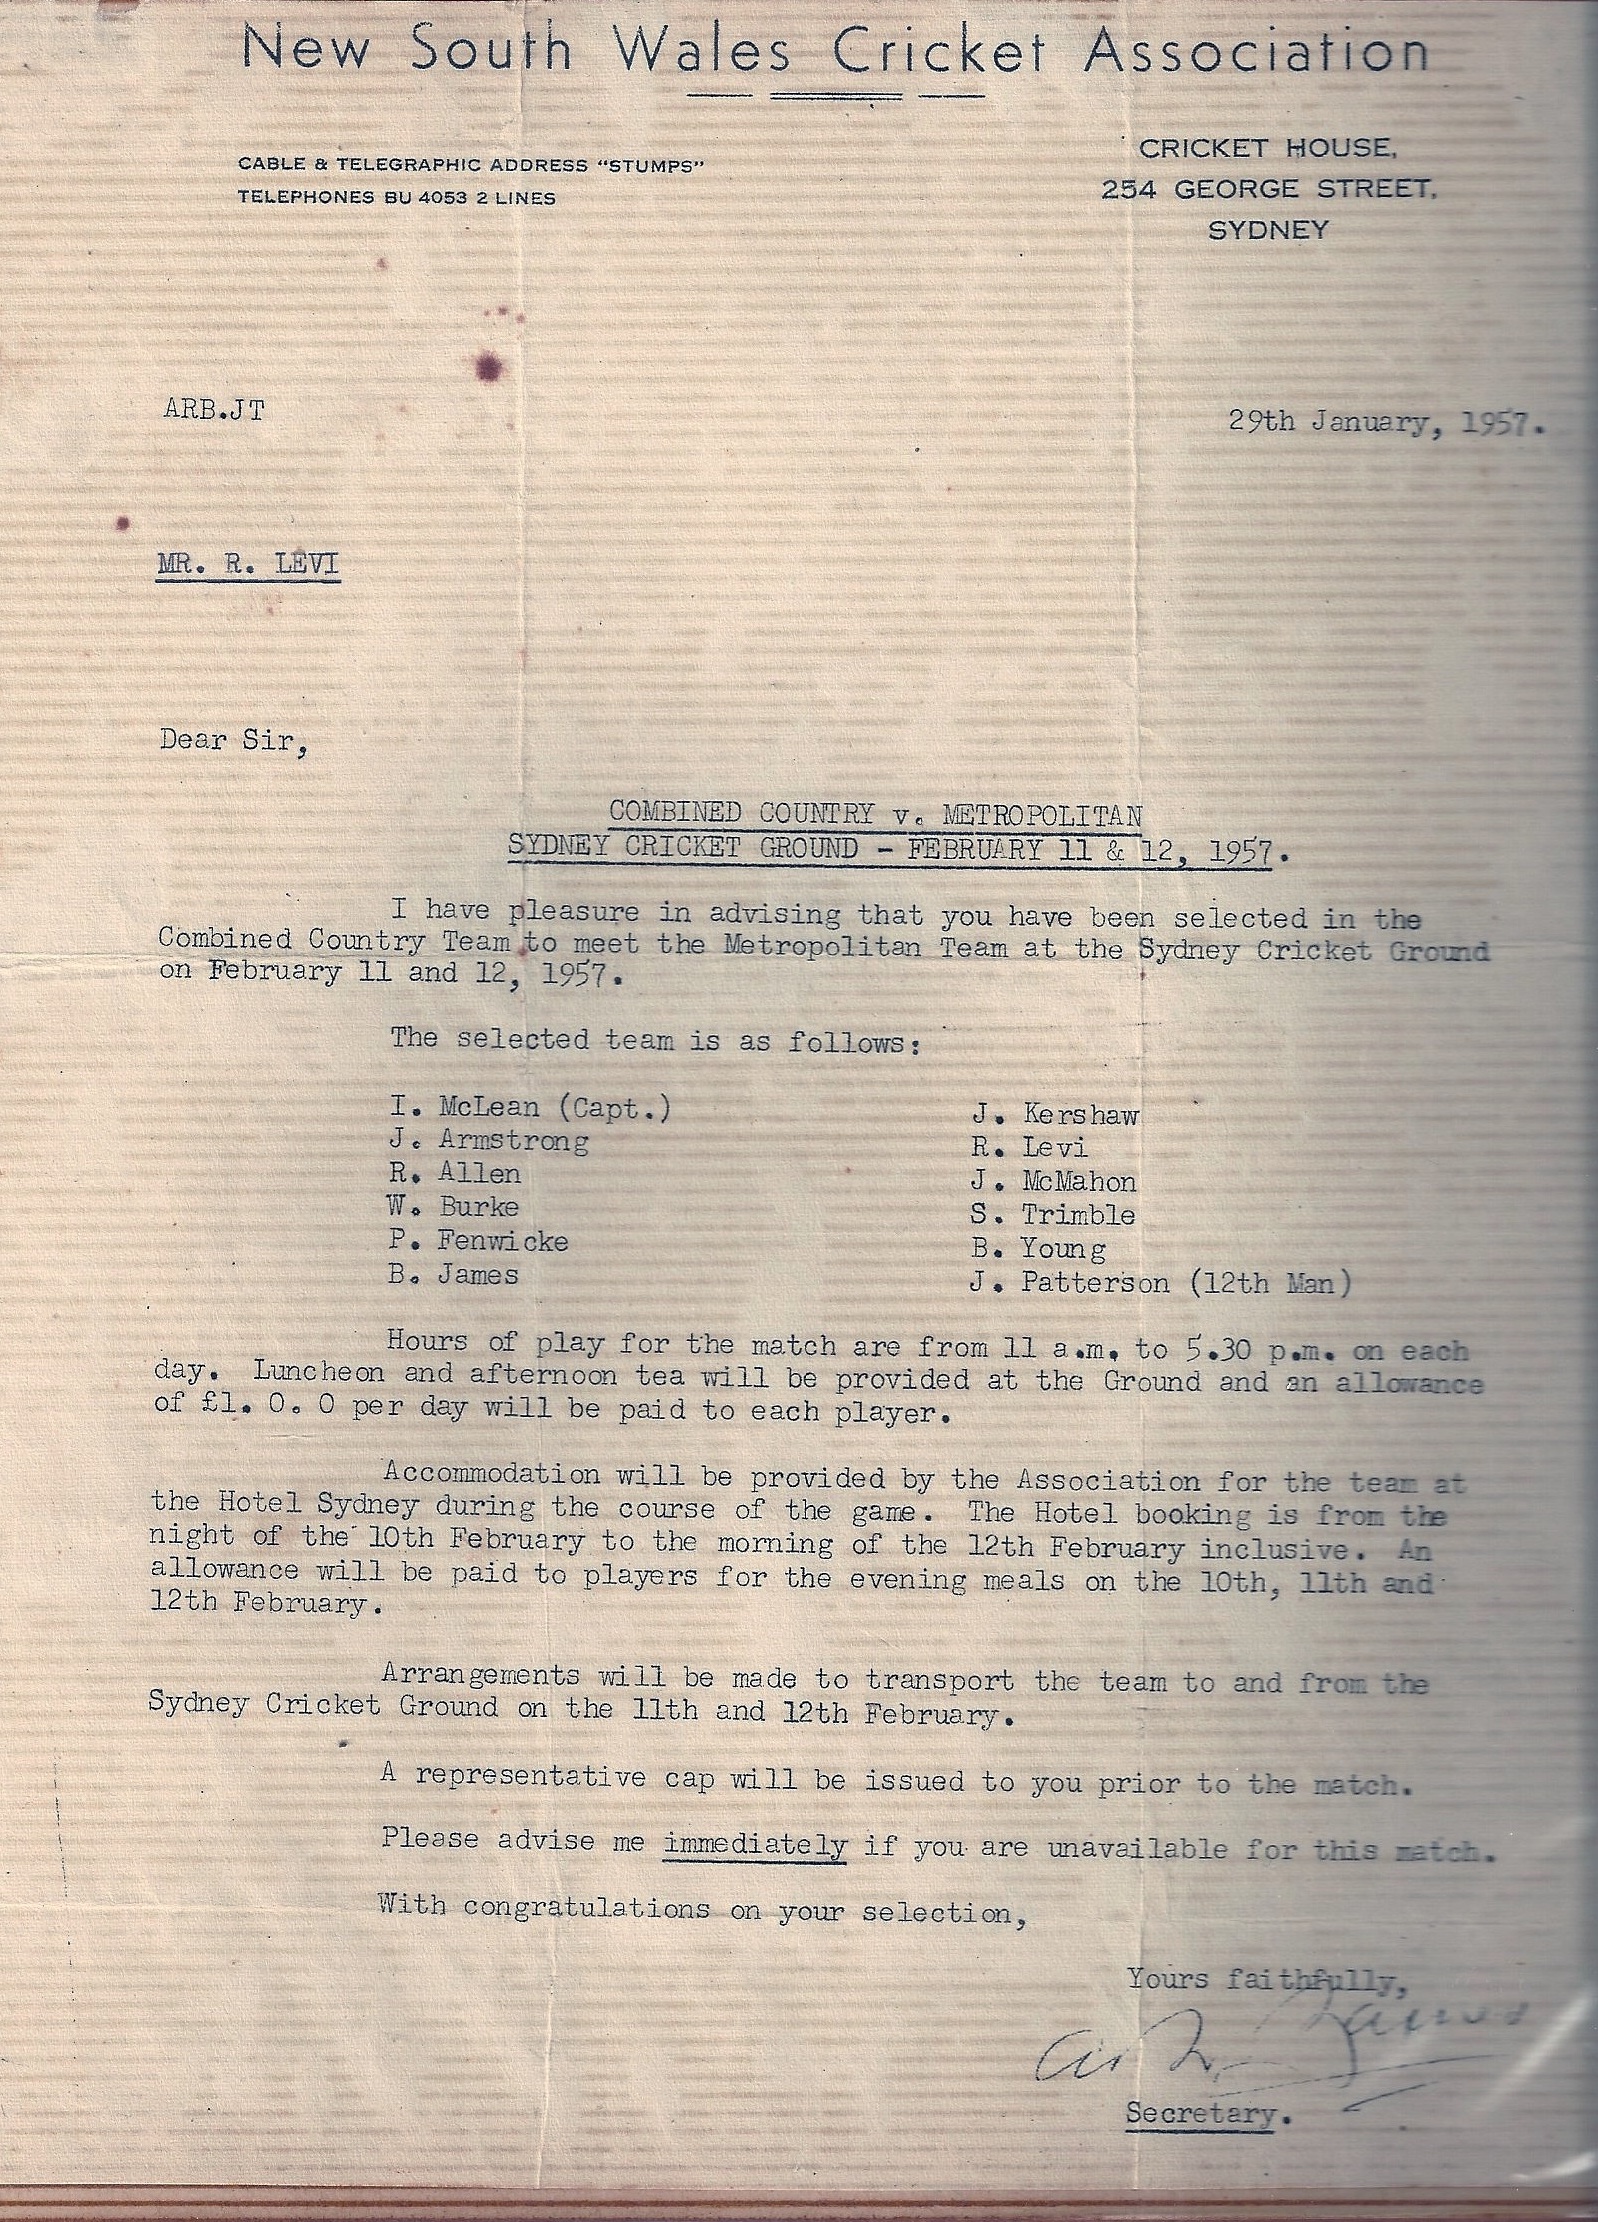 New South Wales Cricket Association
CABLE & TELEGRAPHIC ADDRESS "STUMPS"
TELEPHONES BU 4053 2 LINES
CRICKET HOUSE,
254 GEORGE STREET,
SYDNEY
ARB.JT
29th January, 1957.
MR. R. LEVI
Dear Sir,
COMBINED COUNTRY v. METROPOLITAN
SYDNEY CRICKET GROUND - FEBRUARY 11 & 12, 1957.
I have pleasure in advising that you have been selected in the
Combined Country Team to meet the Metropolitan Team at the Sydney Cricket Ground
on February 11 and 12, 1957.
The selected team is as follows:
I. McLean (Capt.)
J. Armstrong
R. Allen
W. Burke
P. Fenwicke
B. James
J. Kershaw
R. Levi
J. McMahon
S. Trimble
B. Young
J. Patterson (12th Man)
Hours of play for the match are from 11 a.m. to 5.30 p.m. on each
day. Luncheon and afternoon tea will be provided at the Ground and an allowance
of £1. 0. 0 per day will be paid to each player.
Accommodation will be provided by the Association for the team at
the Hotel Sydney during the course of the game. The Hotel booking is from the
night of the 10th February to the morning of the 12th February inclusive. An
allowance will be paid to players for the evening meals on the 10th, 11th and
12th February.
Arrangements will be made to transport the team to and from the
Sydney Cricket Ground on the 11th and 12th February.
A representative cap will be issued to you prior to the match.
Please advise me immediately if you are unavailable for this match.
With congratulations on your selection,
Yours faithfully,
Secretary.